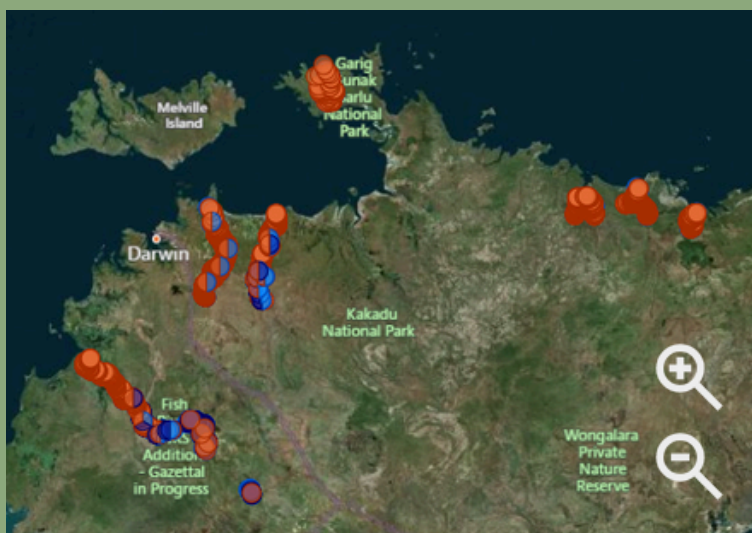 Garig
Barlu
National
Park
Melville
Island
Darwin
Kakadu
National Park
Fish
Addition
- Gazettal
in Progress
Wongalara
Private
Nature
Reserve